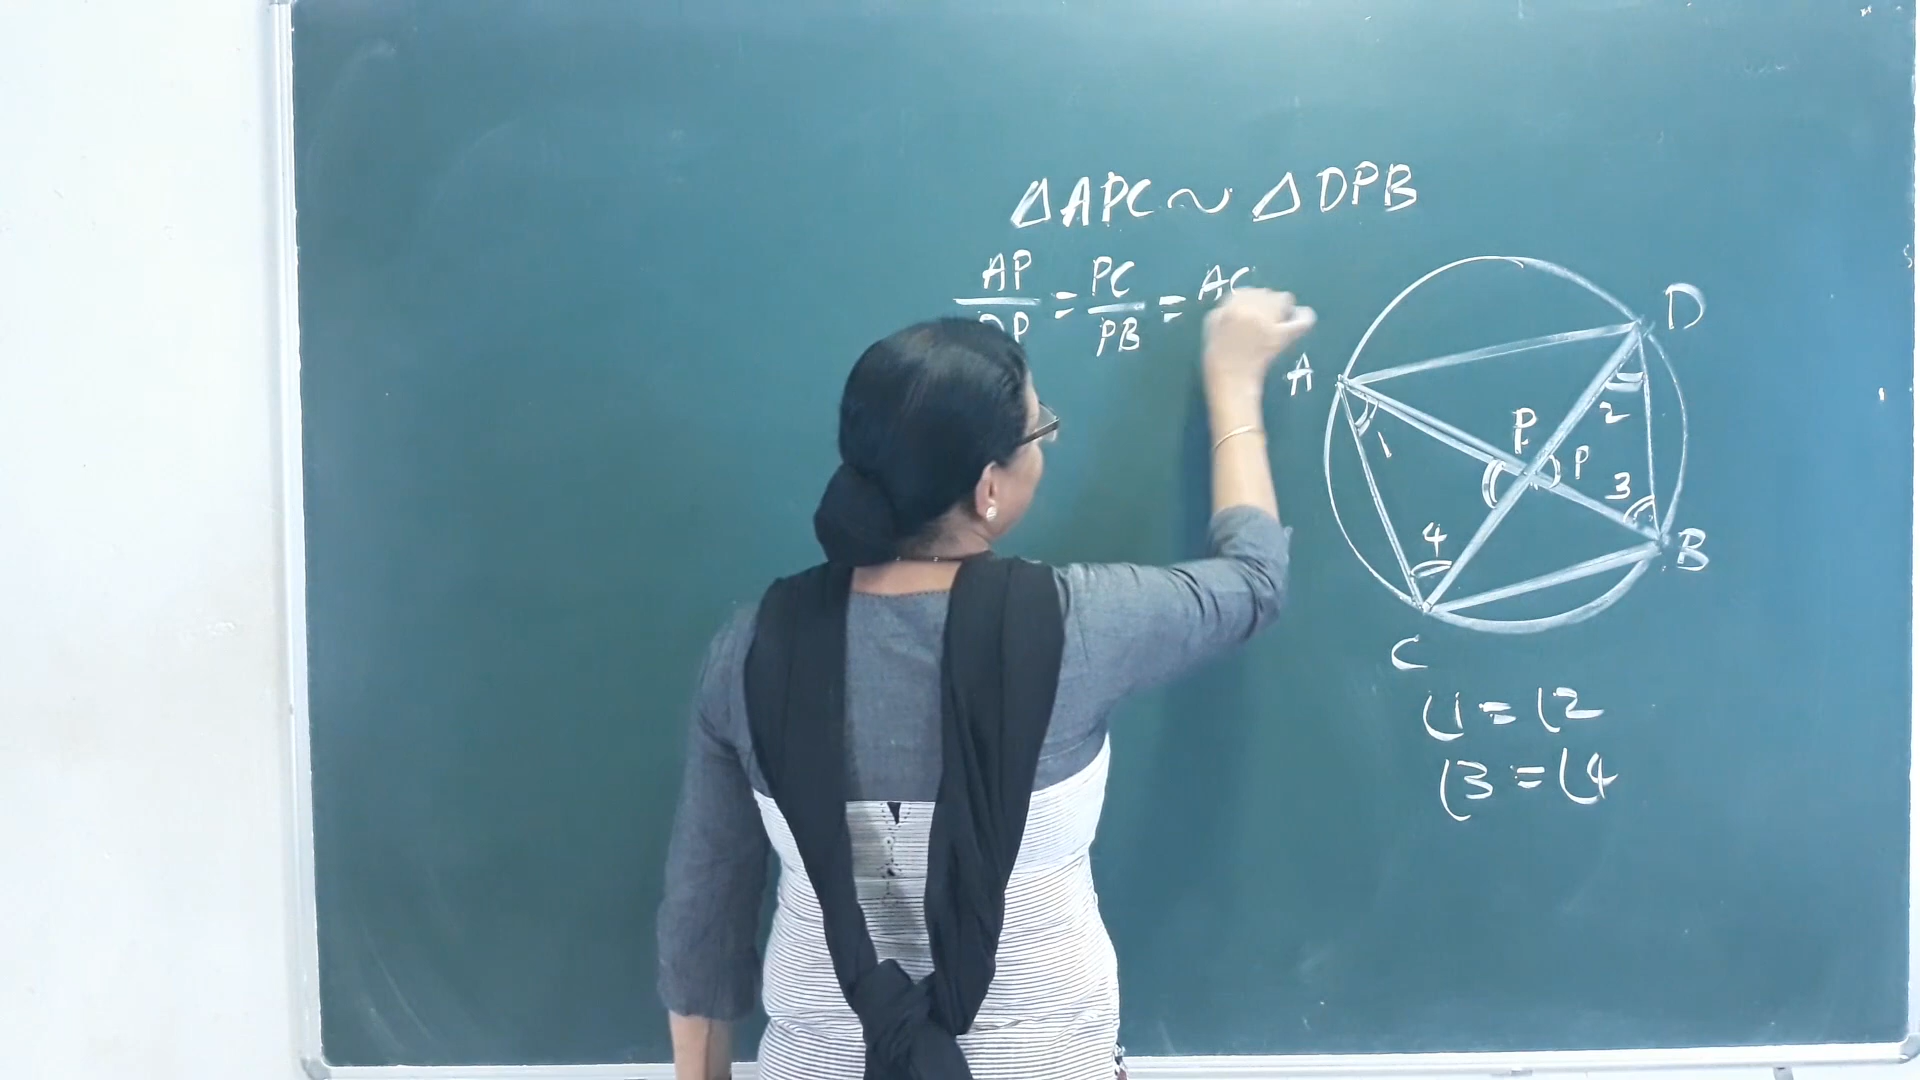 △APC ~ △DPB
AP/DP = PC/PB = AC
D
A
P
P
1
2
3
4
B
C
∠1 = ∠2
∠3 = ∠4